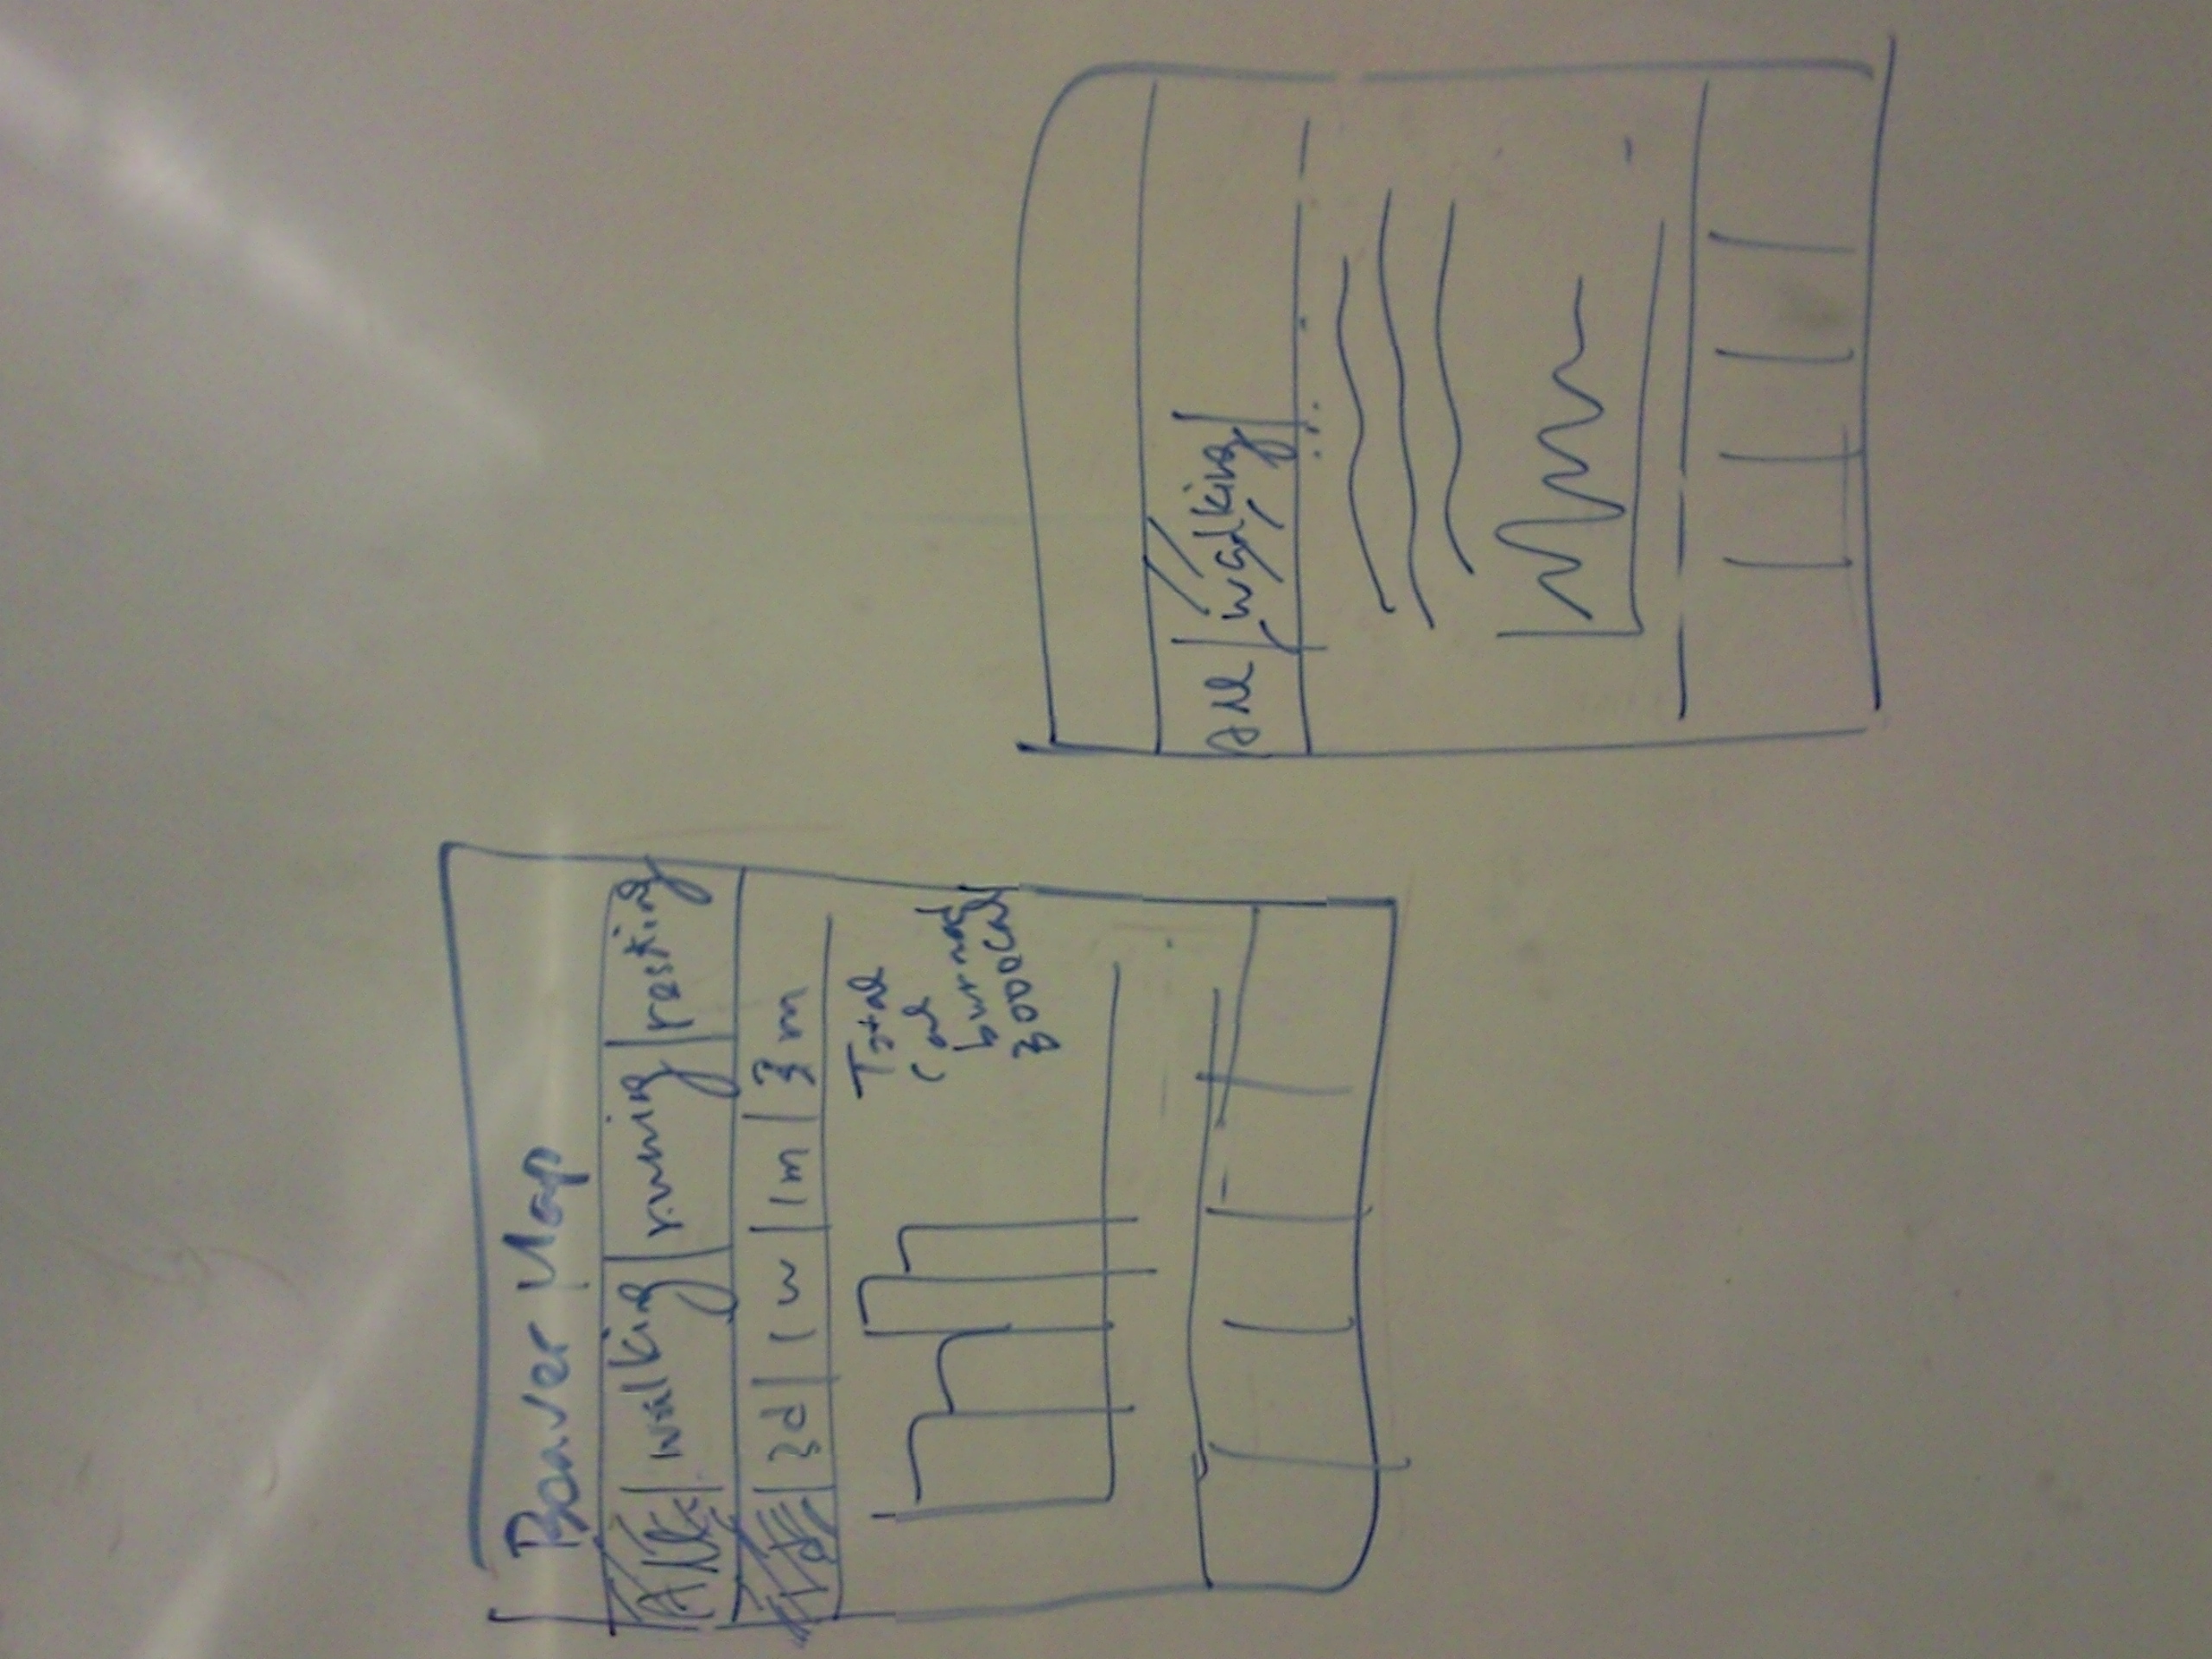 Power Map
All | walking | running | resting
1d | 3d | 1w | 1m | 3m
Total
Cal
burned
3000Cal
All | walking